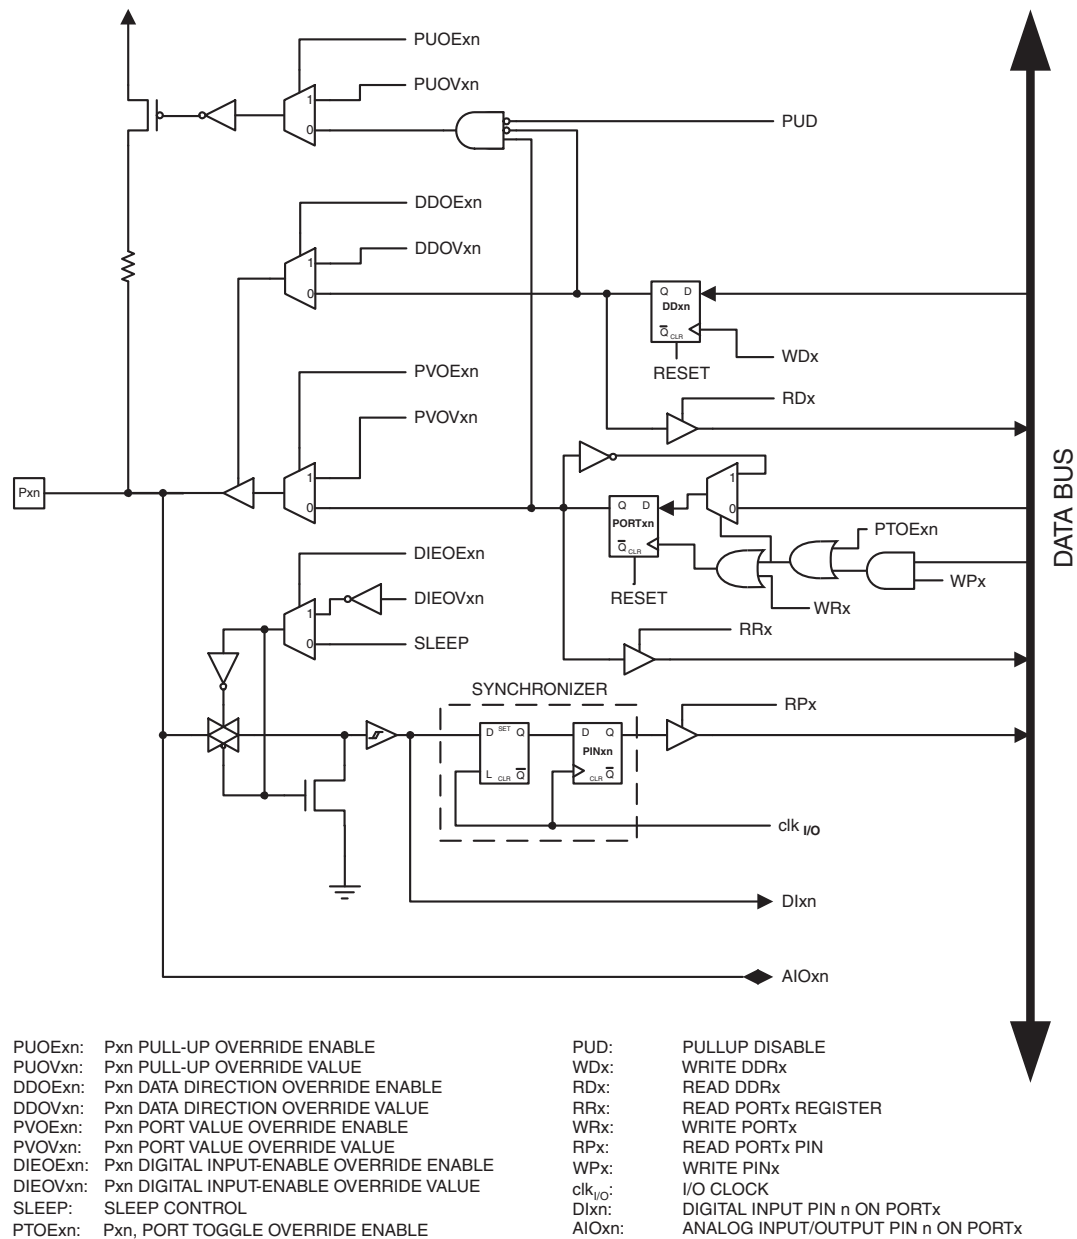 PUOExn
PUOVxn
1
0
PUD
DDOExn
DDOVxn
1
0
Q D
DDxn
Q CLR
WDx
RESET
PVOExn
RDx
PVOVxn
DATA BUS
1
0
Pxn
1
0
Q D
PORTxn
Q CLR
PTOExn
WPx
RESET
WRx
DIEOExn
DIEOVxn
1
0
SLEEP
RRx
SYNCHRONIZER
RPx
D SET Q
L CLR Q
D Q
PINxn
CLR Q
clk I/O
DIxn
AIOxn
PUOExn: Pxn PULL-UP OVERRIDE ENABLE
PUOVxn: Pxn PULL-UP OVERRIDE VALUE
DDOExn: Pxn DATA DIRECTION OVERRIDE ENABLE
DDOVxn: Pxn DATA DIRECTION OVERRIDE VALUE
PVOExn: Pxn PORT VALUE OVERRIDE ENABLE
PVOVxn: Pxn PORT VALUE OVERRIDE VALUE
DIEOExn: Pxn DIGITAL INPUT-ENABLE OVERRIDE ENABLE
DIEOVxn: Pxn DIGITAL INPUT-ENABLE OVERRIDE VALUE
SLEEP: SLEEP CONTROL
PTOExn: Pxn, PORT TOGGLE OVERRIDE ENABLE
PUD: PULLUP DISABLE
WDx: WRITE DDRx
RDx: READ DDRx
RRx: READ PORTx REGISTER
WRx: WRITE PORTx
RPx: READ PORTx PIN
WPx: WRITE PINx
clkI/O: I/O CLOCK
DIxn: DIGITAL INPUT PIN n ON PORTx
AIOxn: ANALOG INPUT/OUTPUT PIN n ON PORTx